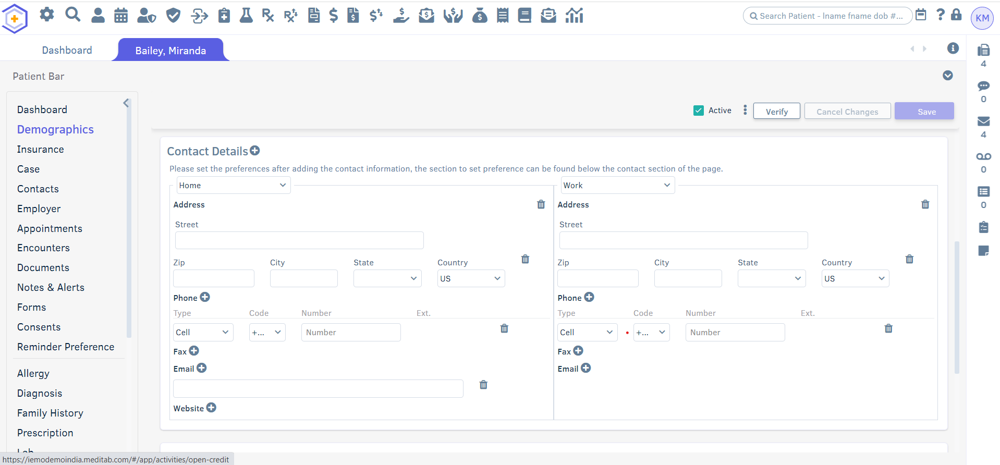 Search Patient - lname fname dob #...
KM
Dashboard
Bailey, Miranda
Patient Bar
Dashboard
Demographics
Insurance
Case
Contacts
Employer
Appointments
Encounters
Documents
Notes & Alerts
Forms
Consents
Reminder Preference
Allergy
Diagnosis
Family History
Prescription
Lab
Active
Verify
Cancel Changes
Save
Contact Details
Please set the preferences after adding the contact information, the section to set preference can be found below the contact section of the page.
Home
Address
Street
Zip City State Country
US
Phone
Type Code Number Ext.
Cell +... Number
Fax
Email
Website
Work
Address
Street
Zip City State Country
US
Phone
Type Code Number Ext.
Cell +... Number
Fax
Email
4
0
4
0
0
https://iemodemoindia.meditab.com/#/app/activities/open-credit